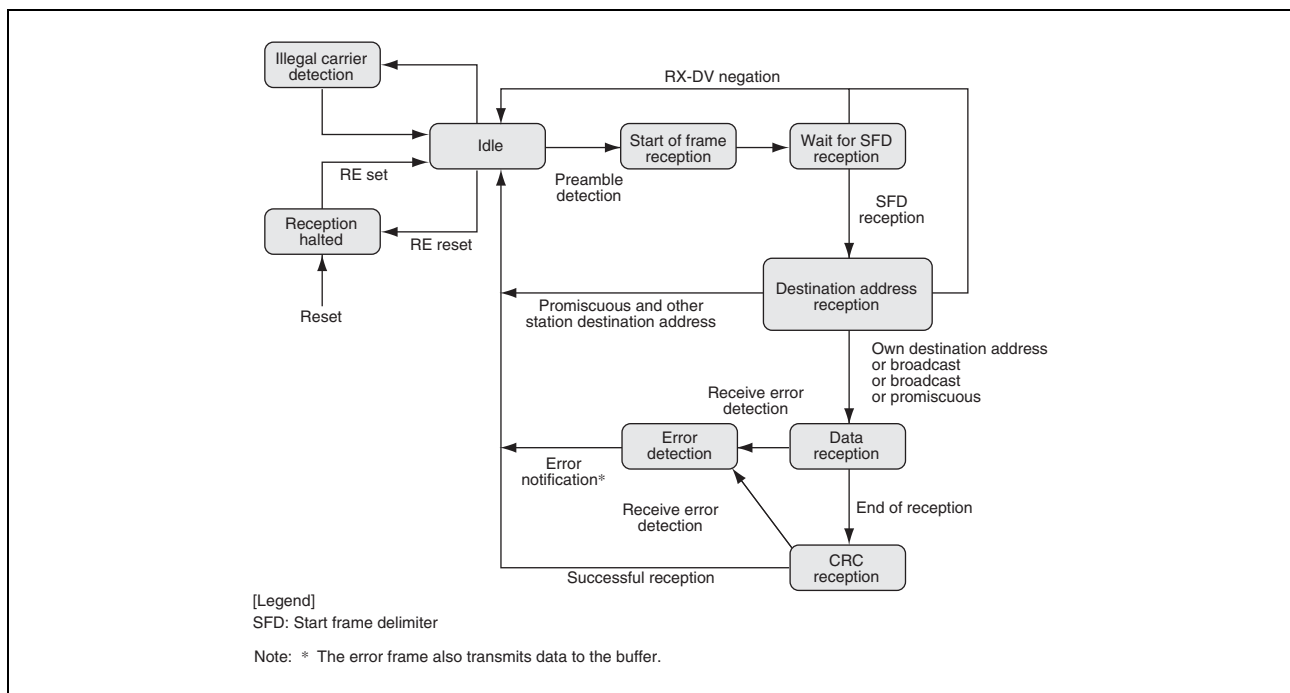 Illegal carrier
detection
RX-DV negation
Idle
Start of frame
reception
Wait for SFD
reception
RE set
Preamble
detection
SFD
reception
Reception
halted
RE reset
Destination address
reception
Reset
Promiscuous and other
station destination address
Own destination address
or broadcast
or broadcast
or promiscuous
Receive error
detection
Error
detection
Data
reception
Error
notification*
Receive error
detection
End of reception
CRC
reception
Successful reception
[Legend]
SFD: Start frame delimiter
Note: * The error frame also transmits data to the buffer.